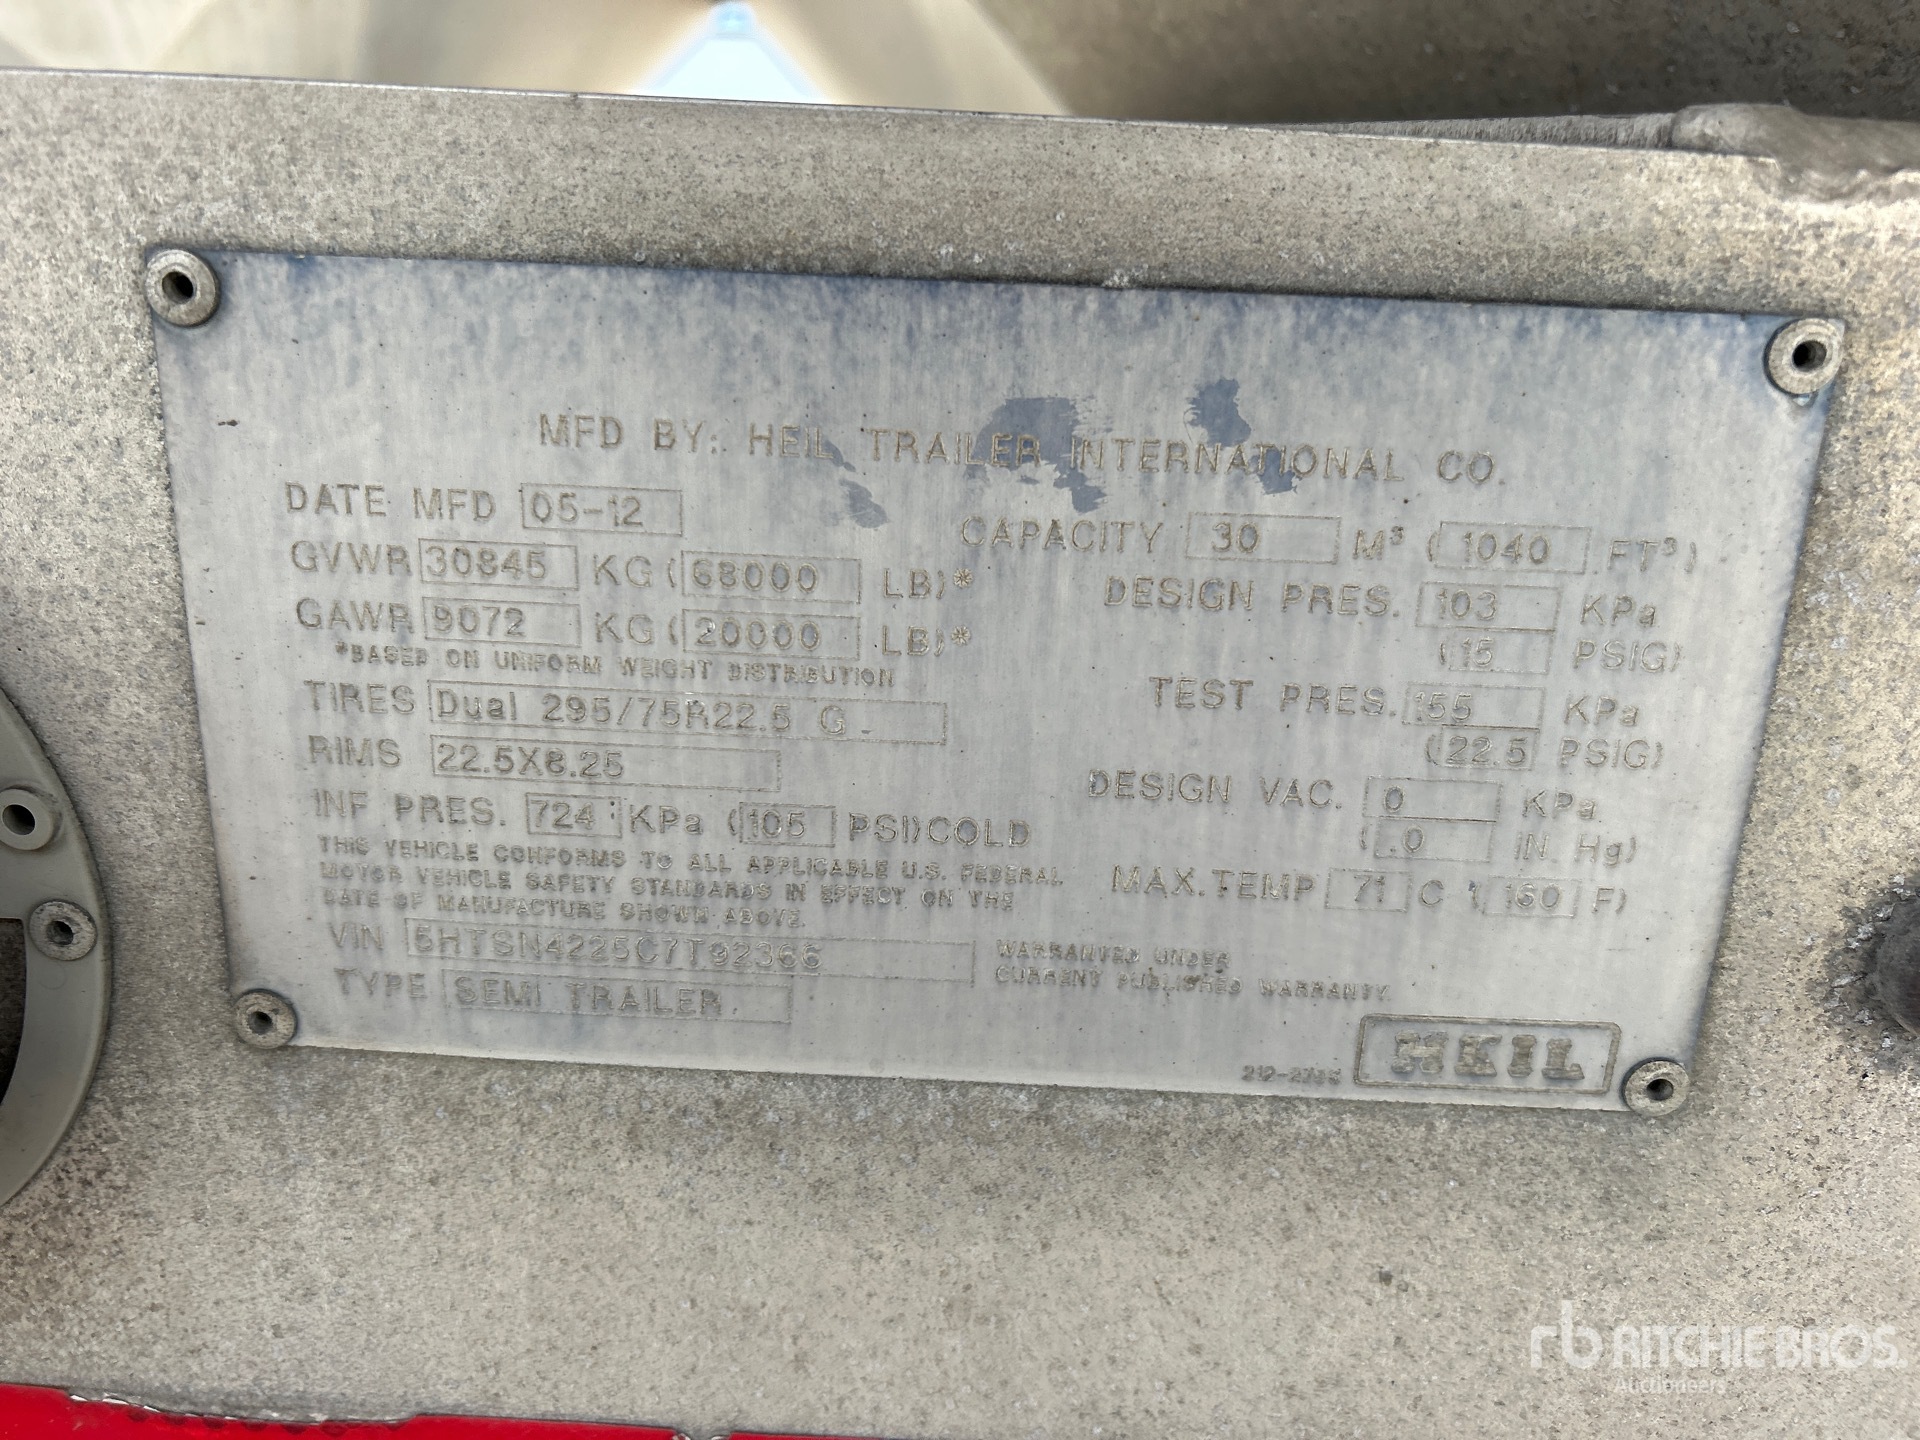 MFD BY: HEIL TRAILER INTERNATIONAL CO.
DATE MFD 05-12
GVWR 30845 KG (68000 LB)*
GAWR 9072 KG (20000 LB)*
*BASED ON UNIFORM WEIGHT DISTRIBUTION
TIRES Dual 295/75R22.5 G
RIMS 22.5X8.25
INF PRES. 724 KPa (105 PSI) COLD
THIS VEHICLE CONFORMS TO ALL APPLICABLE U.S. FEDERAL
MOTOR VEHICLE SAFETY STANDARDS IN EFFECT ON THE
DATE OF MANUFACTURE SHOWN ABOVE.
VIN 5HTSN4225C7T92366
TYPE SEMI TRAILER
CAPACITY 30 M³ (1040 FT³)
DESIGN PRES. 103 KPa
(15 PSIG)
TEST PRES. 155 KPa
(22.5 PSIG)
DESIGN VAC. 0 KPa
(.0 IN Hg)
MAX. TEMP 71 C (160 F)
WARRANTED UNDER
CURRENT PUBLISHED WARRANTY.
HEIL
rb RITCHIE BROS.
Auctioneers